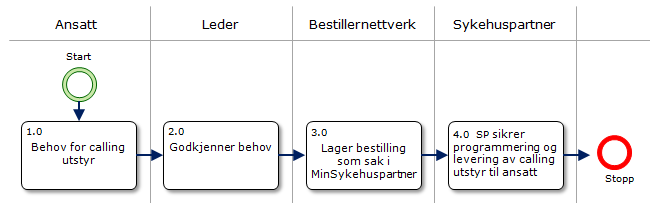 Ansatt
Leder
Bestillernettverk
Sykehuspartner
Start
1.0
Behov for calling
utstyr
2.0
Godkjenner behov
3.0
Lager bestilling
som sak i
MinSykehuspartner
4.0 SP sikrer
programmering og
levering av calling
utstyr til ansatt
Stopp